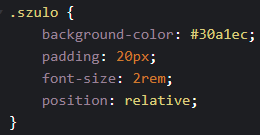 .szulo {
    background-color: #30a1ec;
    padding: 20px;
    font-size: 2rem;
    position: relative;
}